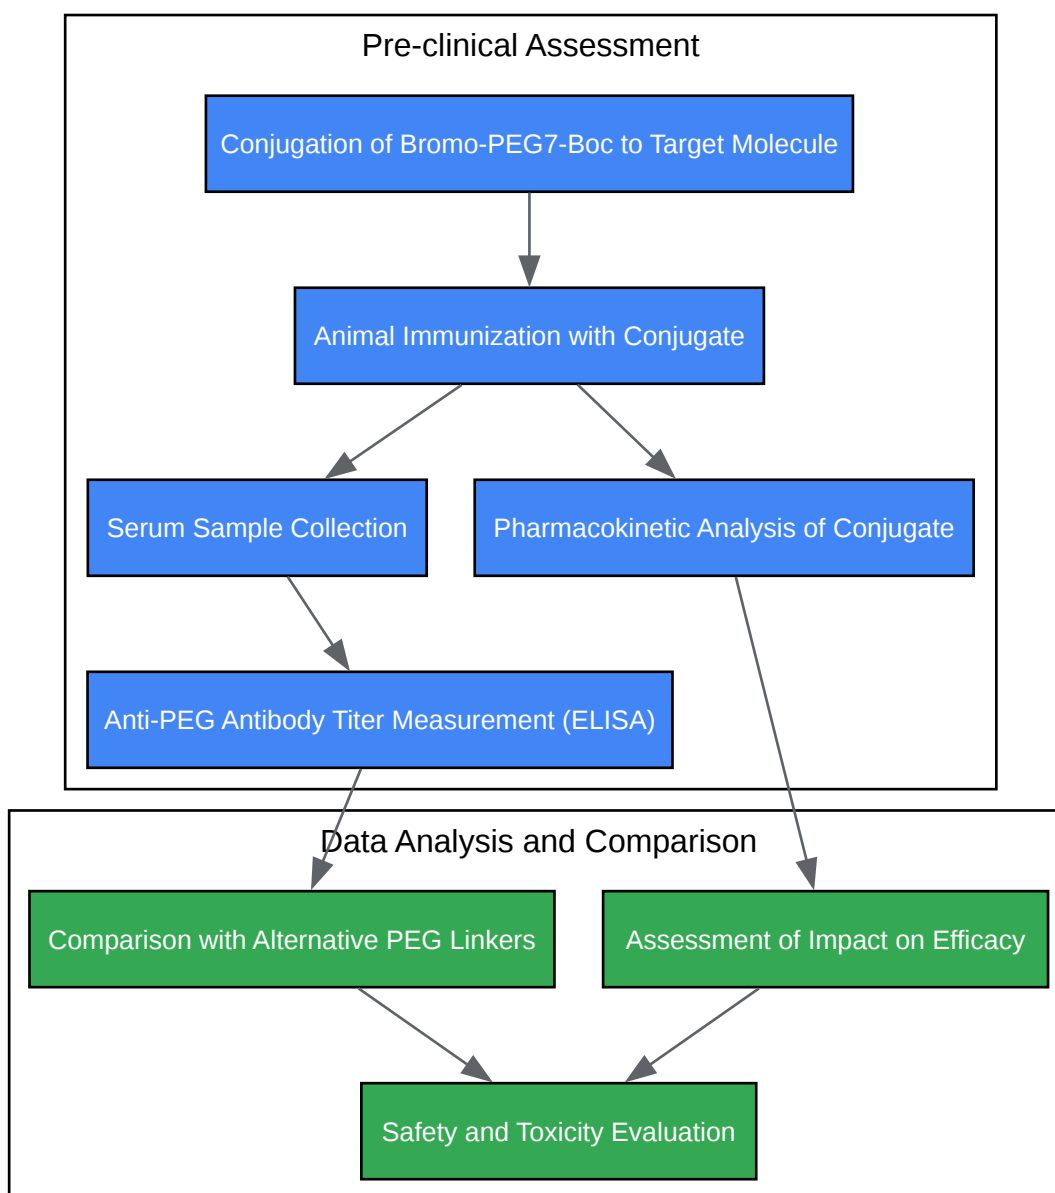 Pre-clinical Assessment
Conjugation of Bromo-PEG7-Boc to Target Molecule
Animal Immunization with Conjugate
Serum Sample Collection
Pharmacokinetic Analysis of Conjugate
Anti-PEG Antibody Titer Measurement (ELISA)
Data Analysis and Comparison
Comparison with Alternative PEG Linkers
Assessment of Impact on Efficacy
Safety and Toxicity Evaluation